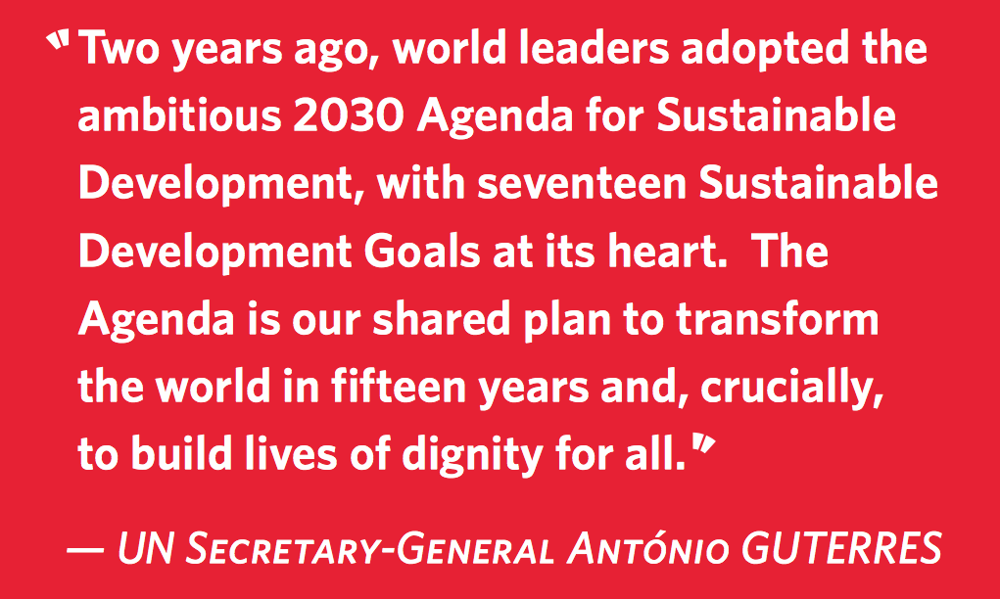 “Two years ago, world leaders adopted the
ambitious 2030 Agenda for Sustainable
Development, with seventeen Sustainable
Development Goals at its heart.  The
Agenda is our shared plan to transform
the world in fifteen years and, crucially,
to build lives of dignity for all.”
— UN Secretary-General António GUTERRES